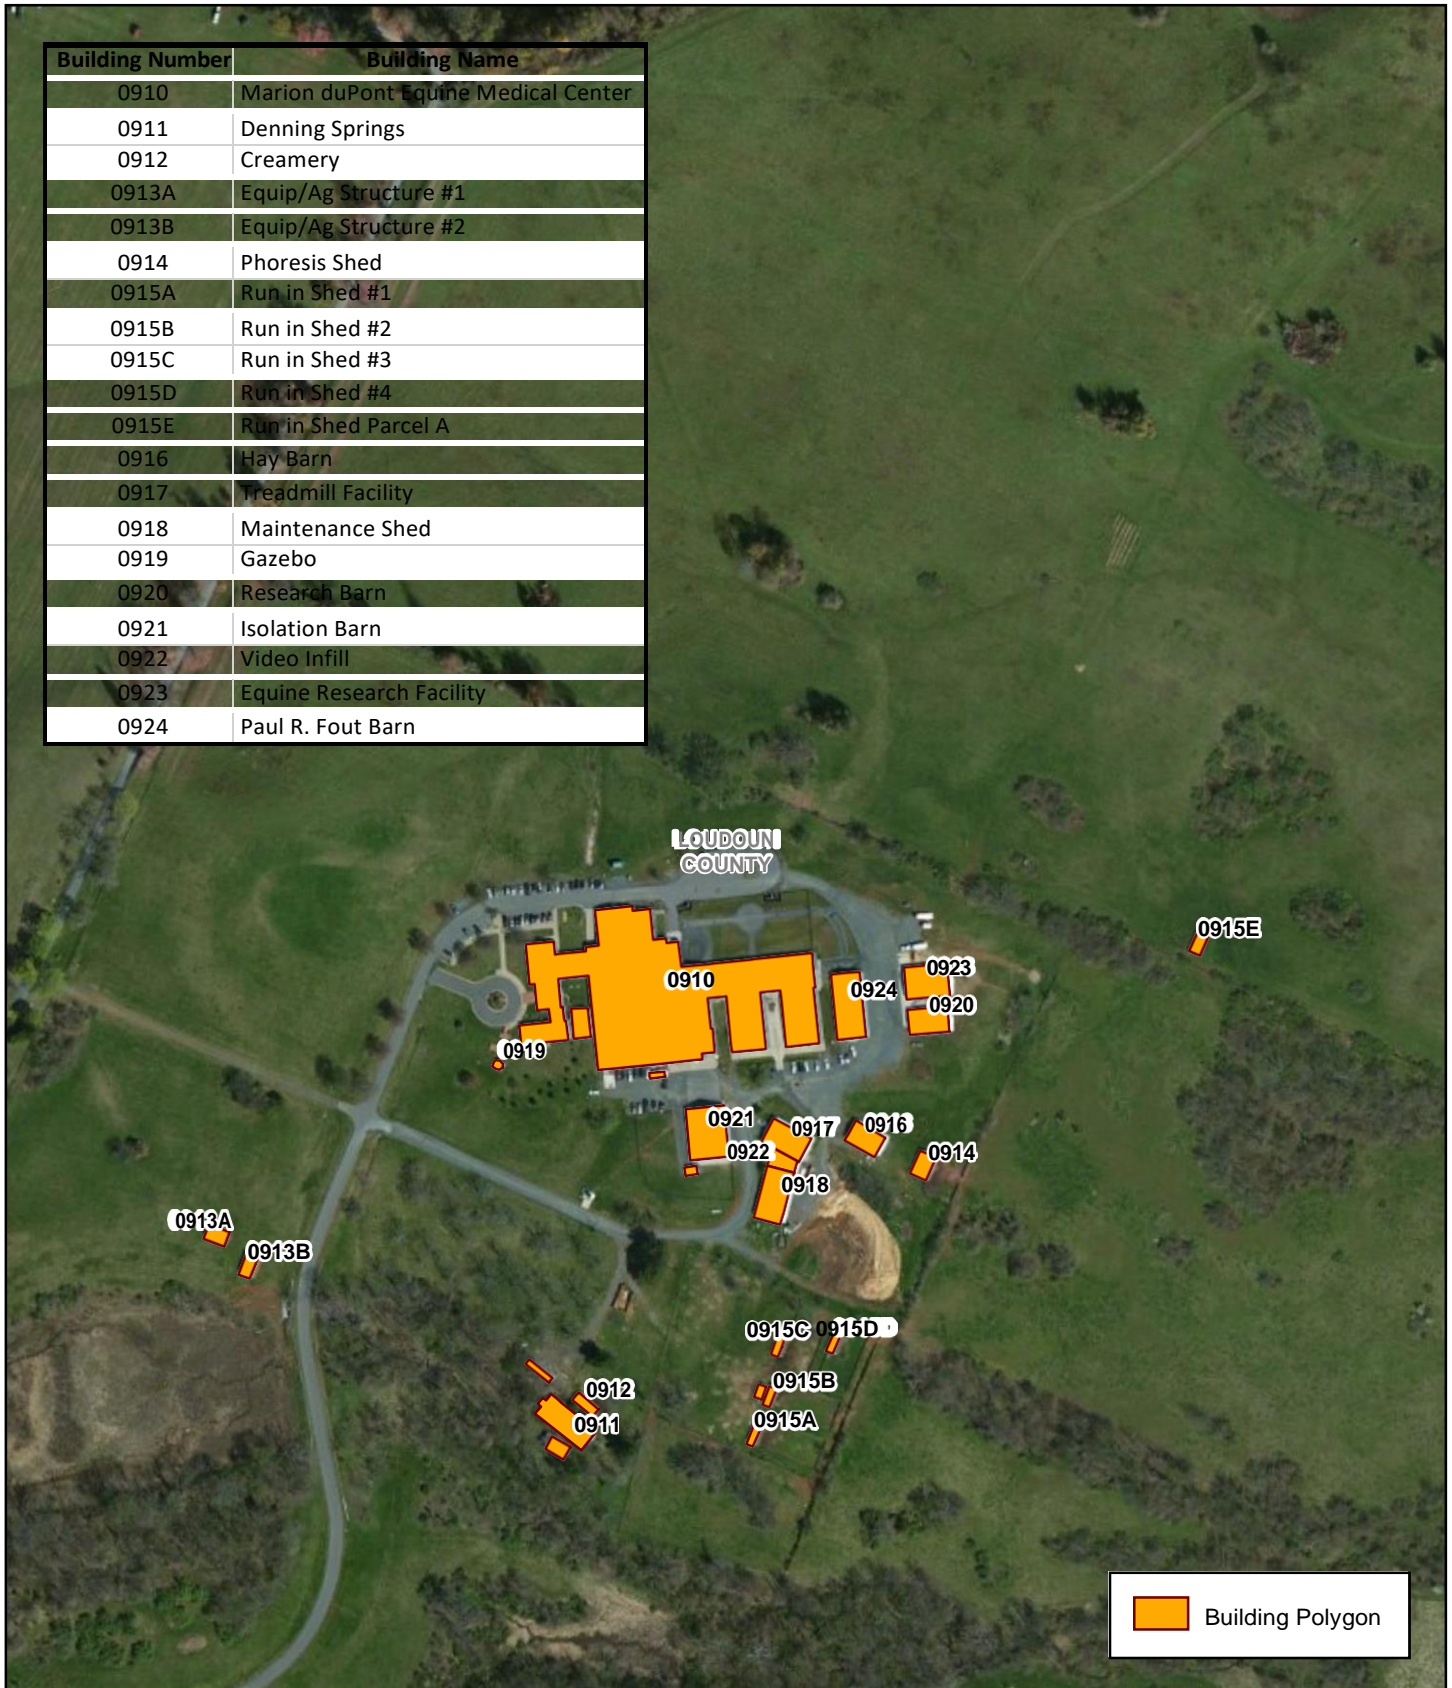 Building Number Building Name
0910 Marion duPont Equine Medical Center
0911 Denning Springs
0912 Creamery
0913A Equip/Ag Structure #1
0913B Equip/Ag Structure #2
0914 Phoresis Shed
0915A Run in Shed #1
0915B Run in Shed #2
0915C Run in Shed #3
0915D Run in Shed #4
0915E Run in Shed Parcel A
0916 Hay Barn
0917 Treadmill Facility
0918 Maintenance Shed
0919 Gazebo
0920 Research Barn
0921 Isolation Barn
0922 Video Infill
0923 Equine Research Facility
0924 Paul R. Fout Barn
LOUDOUN
COUNTY
0915E
0923
0910
0924
0920
0919
0921
0917
0916
0922
0914
0918
0913A
0913B
0915C
0915D
0915B
0912
0915A
0911
Building Polygon